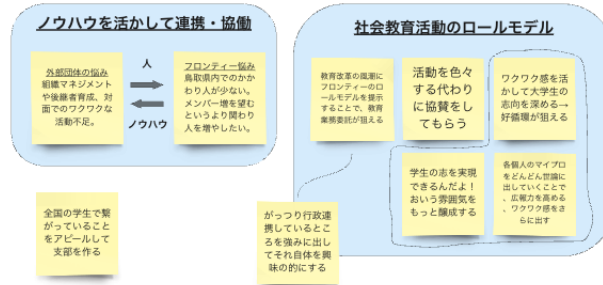 ノウハウを活かして連携・協働
外部団体の悩み
組織マネジメント
や後継者育成、対
面でのワクワクな
活動不足。
人
ノウハウ
フロンティー悩み
鳥取県内でのかか
わり人が少ない。
メンバー増を望む
というより関わり
人を増やしたい。
社会教育活動のロールモデル
教育改革の風潮に
フロンティーのロー
ルモデルを提示
することで、教育
業務委託が狙える
活動を色々
する代わり
に協賛をし
てもらう
ワクワク感を活
かして大学生の
志向を深める→
好循環が狙える
学生の志を実現
できるんだよ！
おいう雰囲気を
もっと醸成する
各個人のマイプロ
をどんどん世論に
出していくことで
、広報力を高める
、ワクワク感をさ
らに出す
全国の学生で繋
がっていること
をアピールして
支部を作る
がっつり行政連
携しているとこ
ろを強みに出し
てそれ自体を興
味の的にする